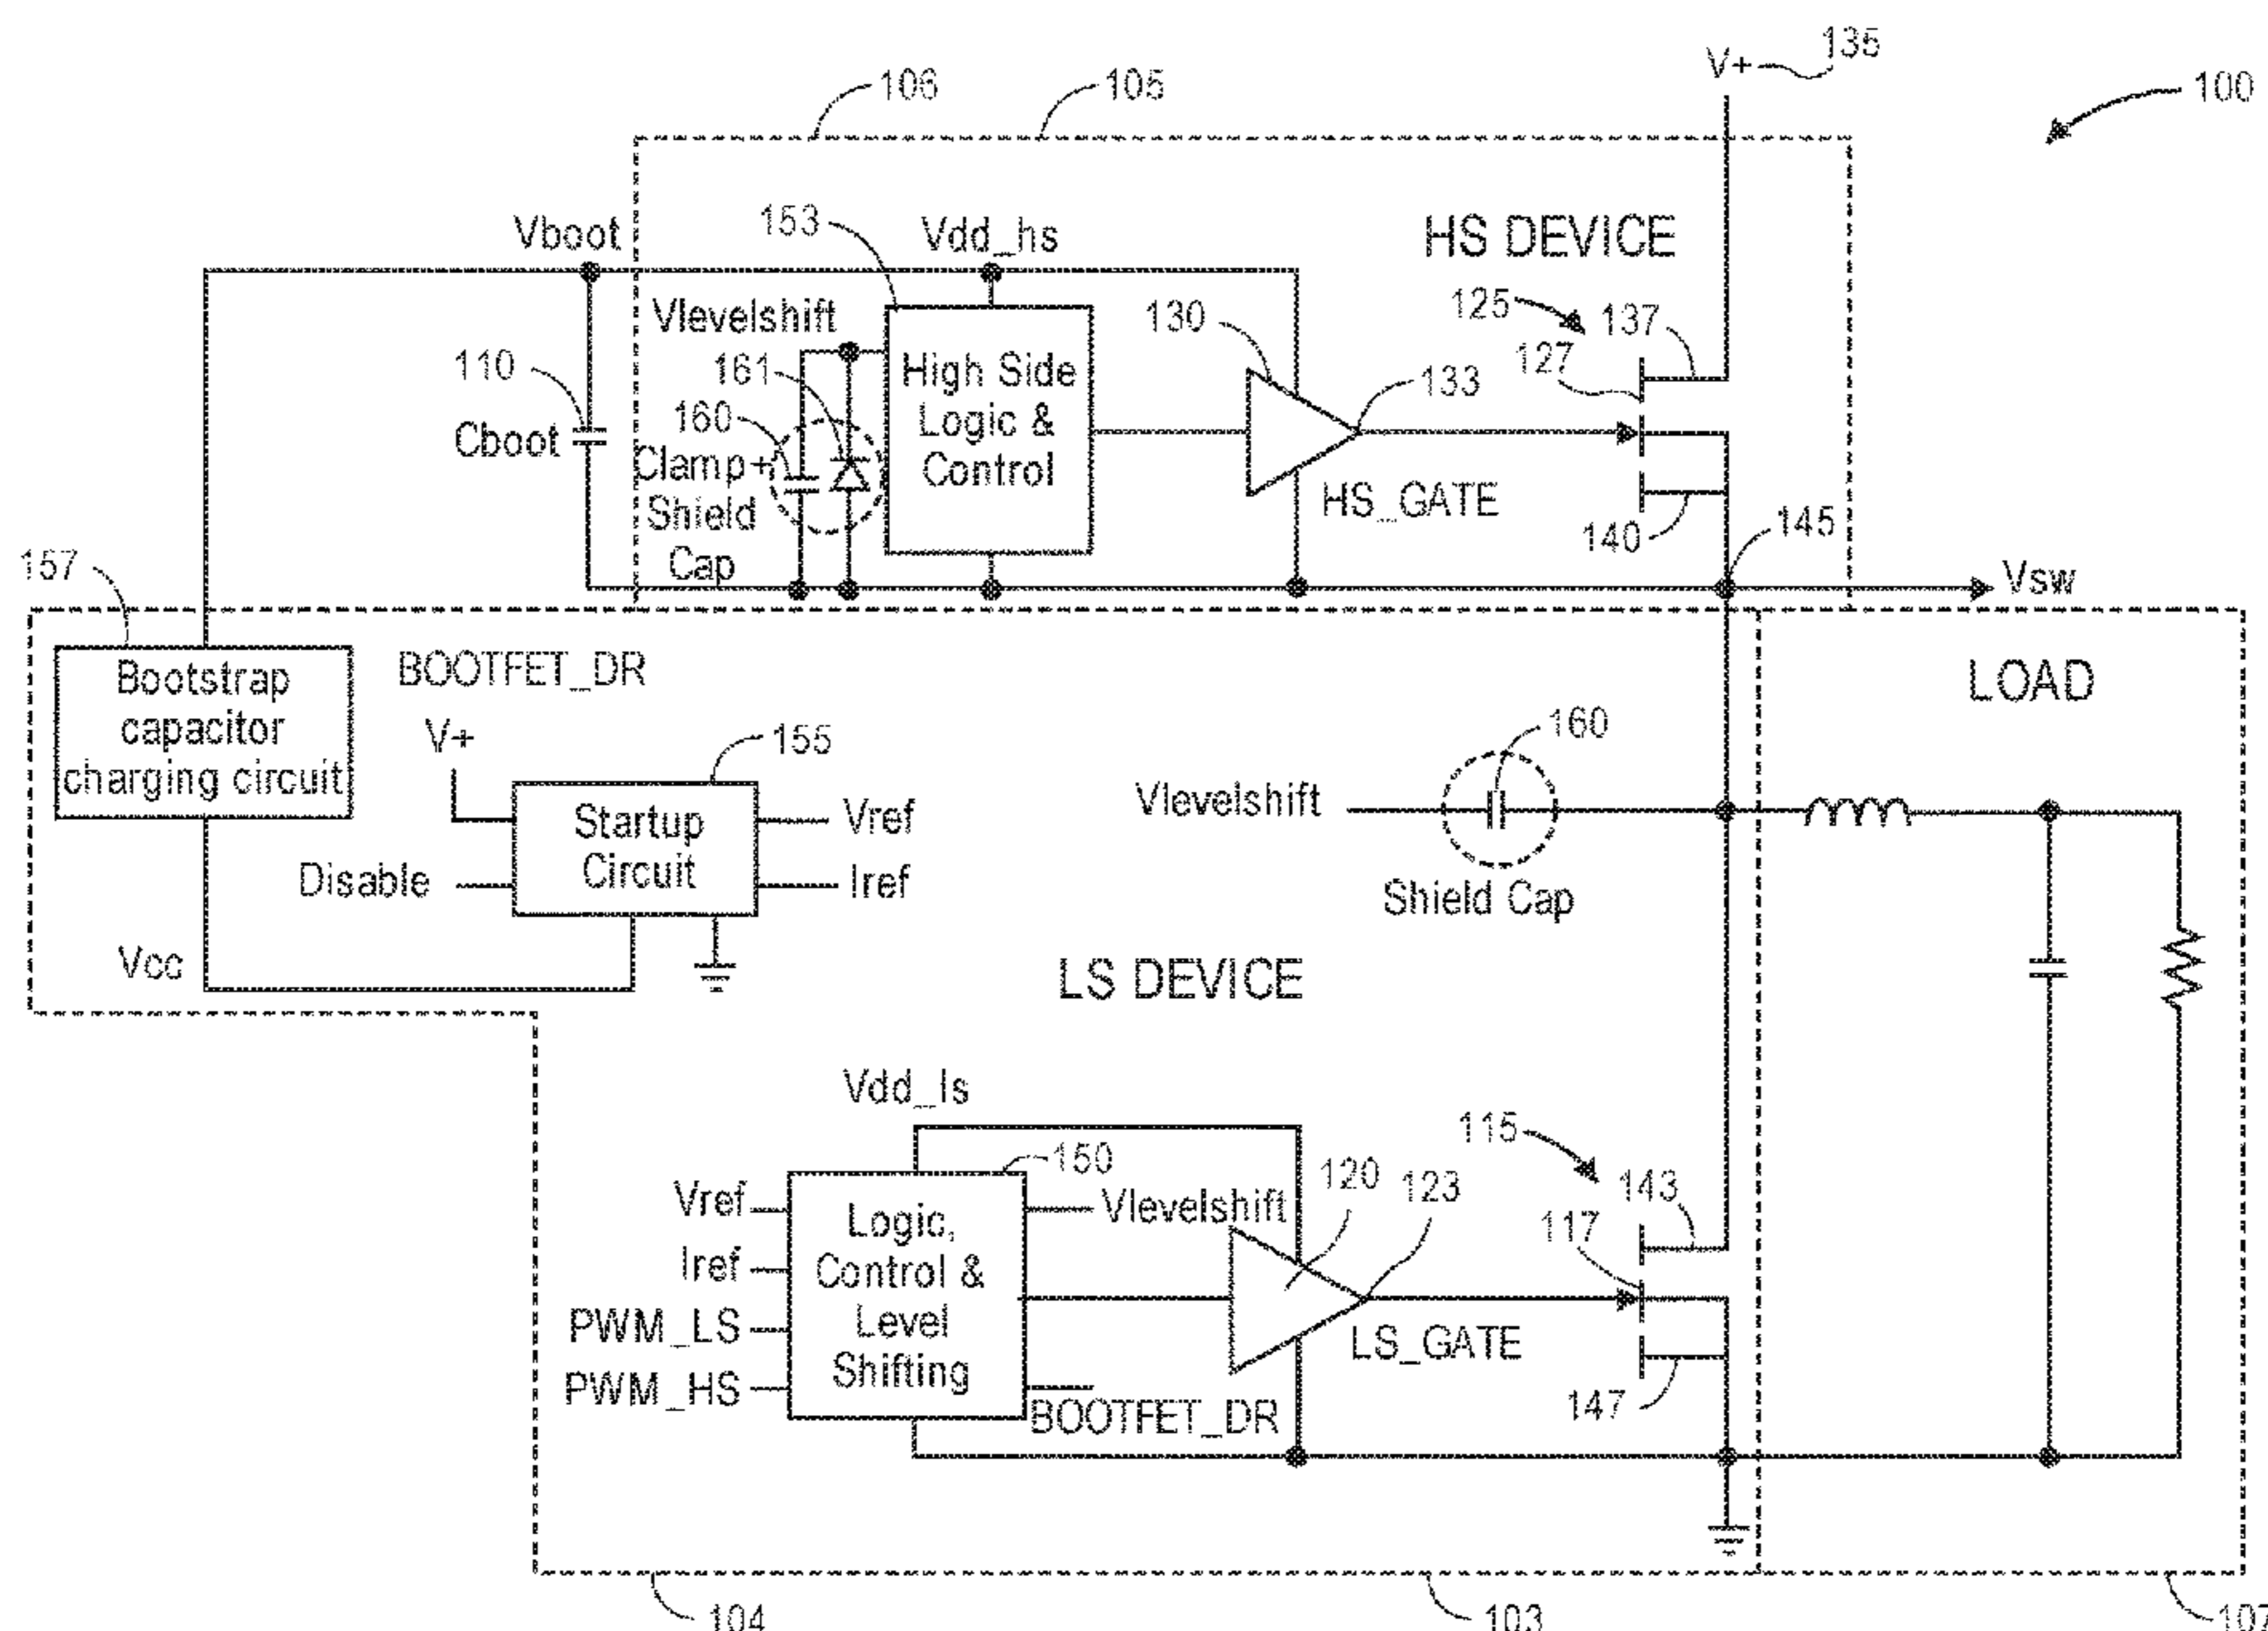 V+
135
106
105
100
153
Vboot
Vdd_hs
HS DEVICE
Vlevelshift
130
125
137
127
110
161
133
160
Cboot
High Side
Logic &
Control
Clamp+
Shield
Cap
HS_GATE
140
145
Vsw
157
Bootstrap
capacitor
charging circuit
BOOTFET_DR
V+
155
Startup
Circuit
Vref
Iref
Disable
Vcc
160
Vlevelshift
Shield Cap
LOAD
LS DEVICE
Vdd_ls
150
Vref
Iref
PWM_LS
PWM_HS
Logic,
Control &
Level
Shifting
Vlevelshift
BOOTFET_DR
120
123
115
143
117
LS_GATE
147
104
103
107